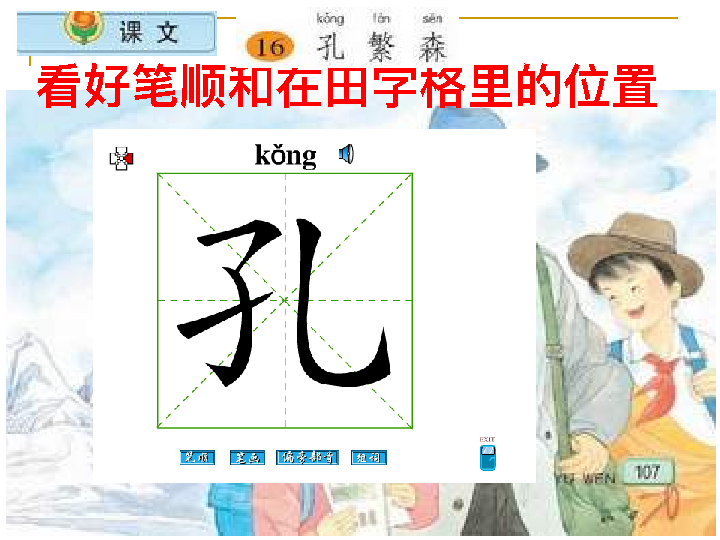 课 文
kǒng fán sēn
16 孔 繁 森
看好笔顺和在田字格里的位置
kǒng
孔
EXIT
笔顺 笔画 偏旁部首 组词
YU WEN 107